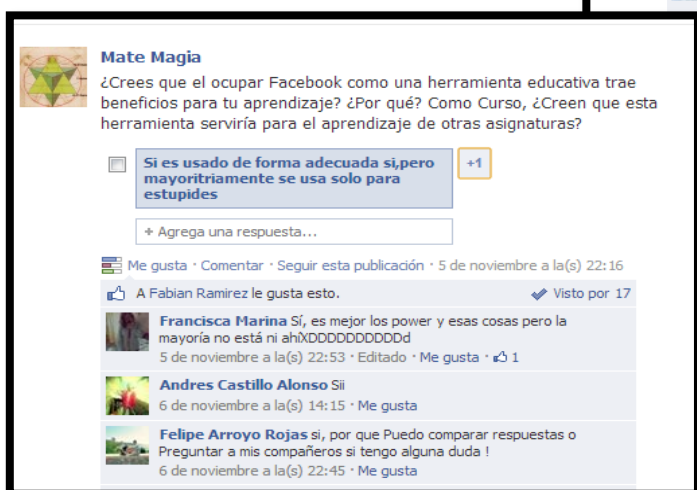 Mate Magia
¿Crees que el ocupar Facebook como una herramienta educativa trae
beneficios para tu aprendizaje? ¿Por qué? Como Curso, ¿Creen que esta
herramienta serviría para el aprendizaje de otras asignaturas?
Si es usado de forma adecuada si,pero
mayoritriamente se usa solo para
estupides
+1
+ Agrega una respuesta...
Me gusta · Comentar · Seguir esta publicación · 5 de noviembre a la(s) 22:16
A Fabian Ramirez le gusta esto.
Visto por 17
Francisca Marina Sí, es mejor los power y esas cosas pero la
mayoría no está ni ahíXDDDDDDDDDDd
5 de noviembre a la(s) 22:53 · Editado · Me gusta · 1
Andres Castillo Alonso Sii
6 de noviembre a la(s) 14:15 · Me gusta
Felipe Arroyo Rojas si, por que Puedo comparar respuestas o
Preguntar a mis compañeros si tengo alguna duda !
6 de noviembre a la(s) 22:45 · Me gusta